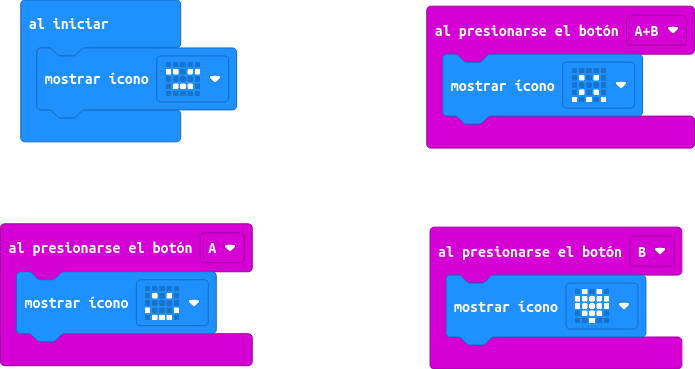 al iniciar
mostrar ícono
al presionarse el botón A+B
mostrar ícono
al presionarse el botón A
mostrar ícono
al presionarse el botón B
mostrar ícono